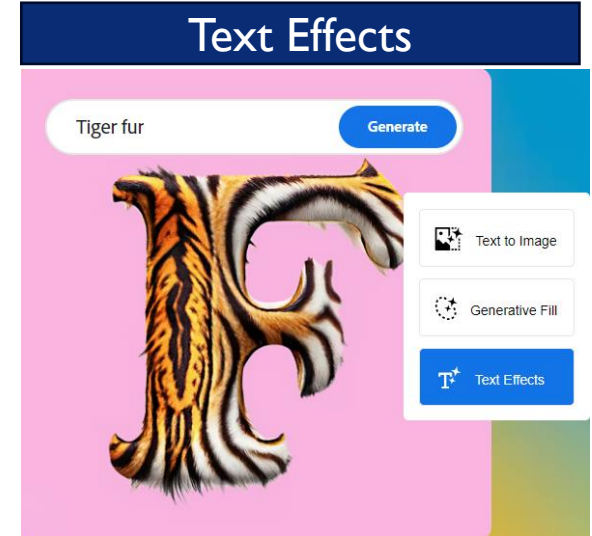 Text Effects
Tiger fur
Generate
F
Text to Image
Generative Fill
Text Effects